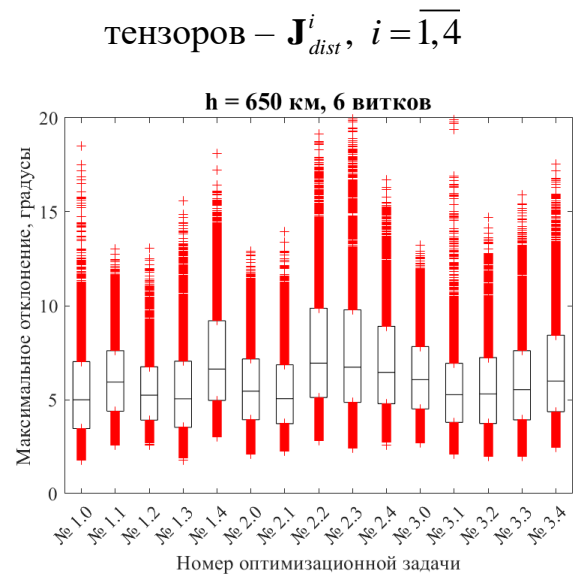 тензоров – J^i_dist, i = 1,4
h = 650 км, 6 витков
Максимальное отклонение, градусы
20
15
10
5
0
№ 1.0 № 1.1 № 1.2 № 1.3 № 1.4 № 2.0 № 2.1 № 2.2 № 2.3 № 2.4 № 3.0 № 3.1 № 3.2 № 3.3 № 3.4
Номер оптимизационной задачи